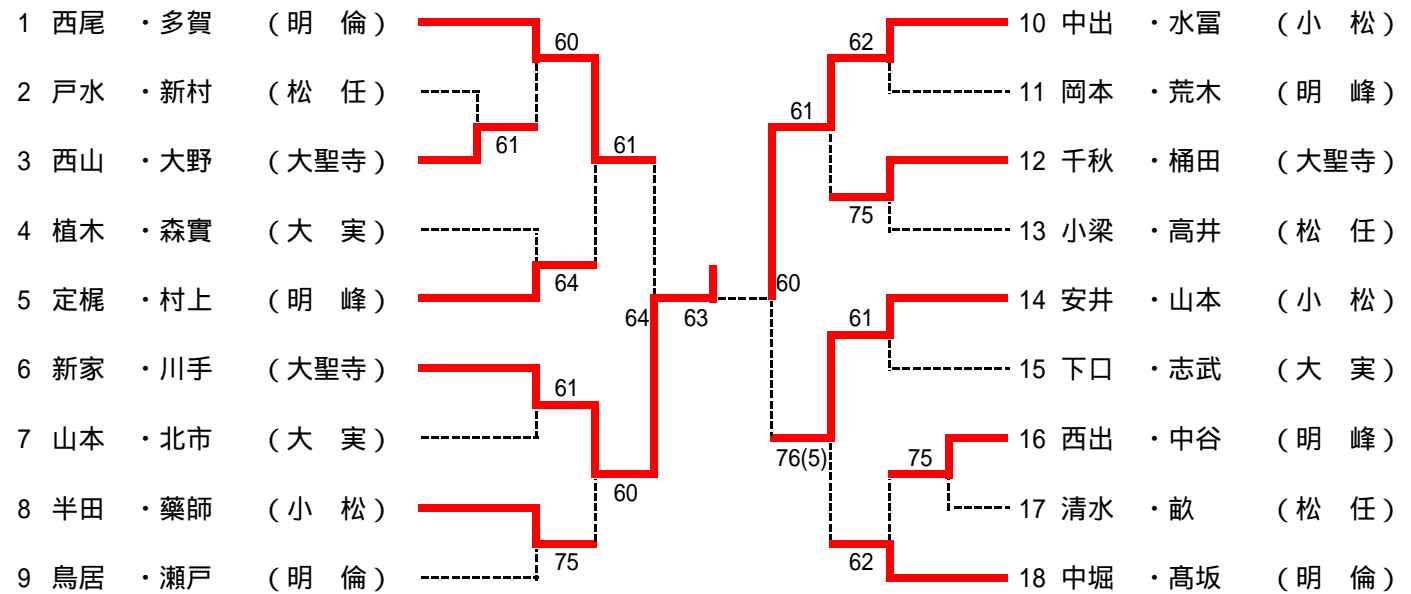 1 西尾 ・多賀 (明 倫)
60
2 戸水 ・新村 (松 任)
61
3 西山 ・大野 (大聖寺)
61
4 植木 ・森實 (大 実)
64
5 定梶 ・村上 (明 峰)
64
63
6 新家 ・川手 (大聖寺)
61
7 山本 ・北市 (大 実)
60
8 半田 ・藥師 (小 松)
75
9 鳥居 ・瀬戸 (明 倫)
10 中出 ・水冨 (小 松)
62
11 岡本 ・荒木 (明 峰)
61
12 千秋 ・桶田 (大聖寺)
75
13 小梁 ・高井 (松 任)
60
14 安井 ・山本 (小 松)
61
15 下口 ・志武 (大 実)
16 西出 ・中谷 (明 峰)
76(5)
75
17 清水 ・畝 (松 任)
62
18 中堀 ・髙坂 (明 倫)